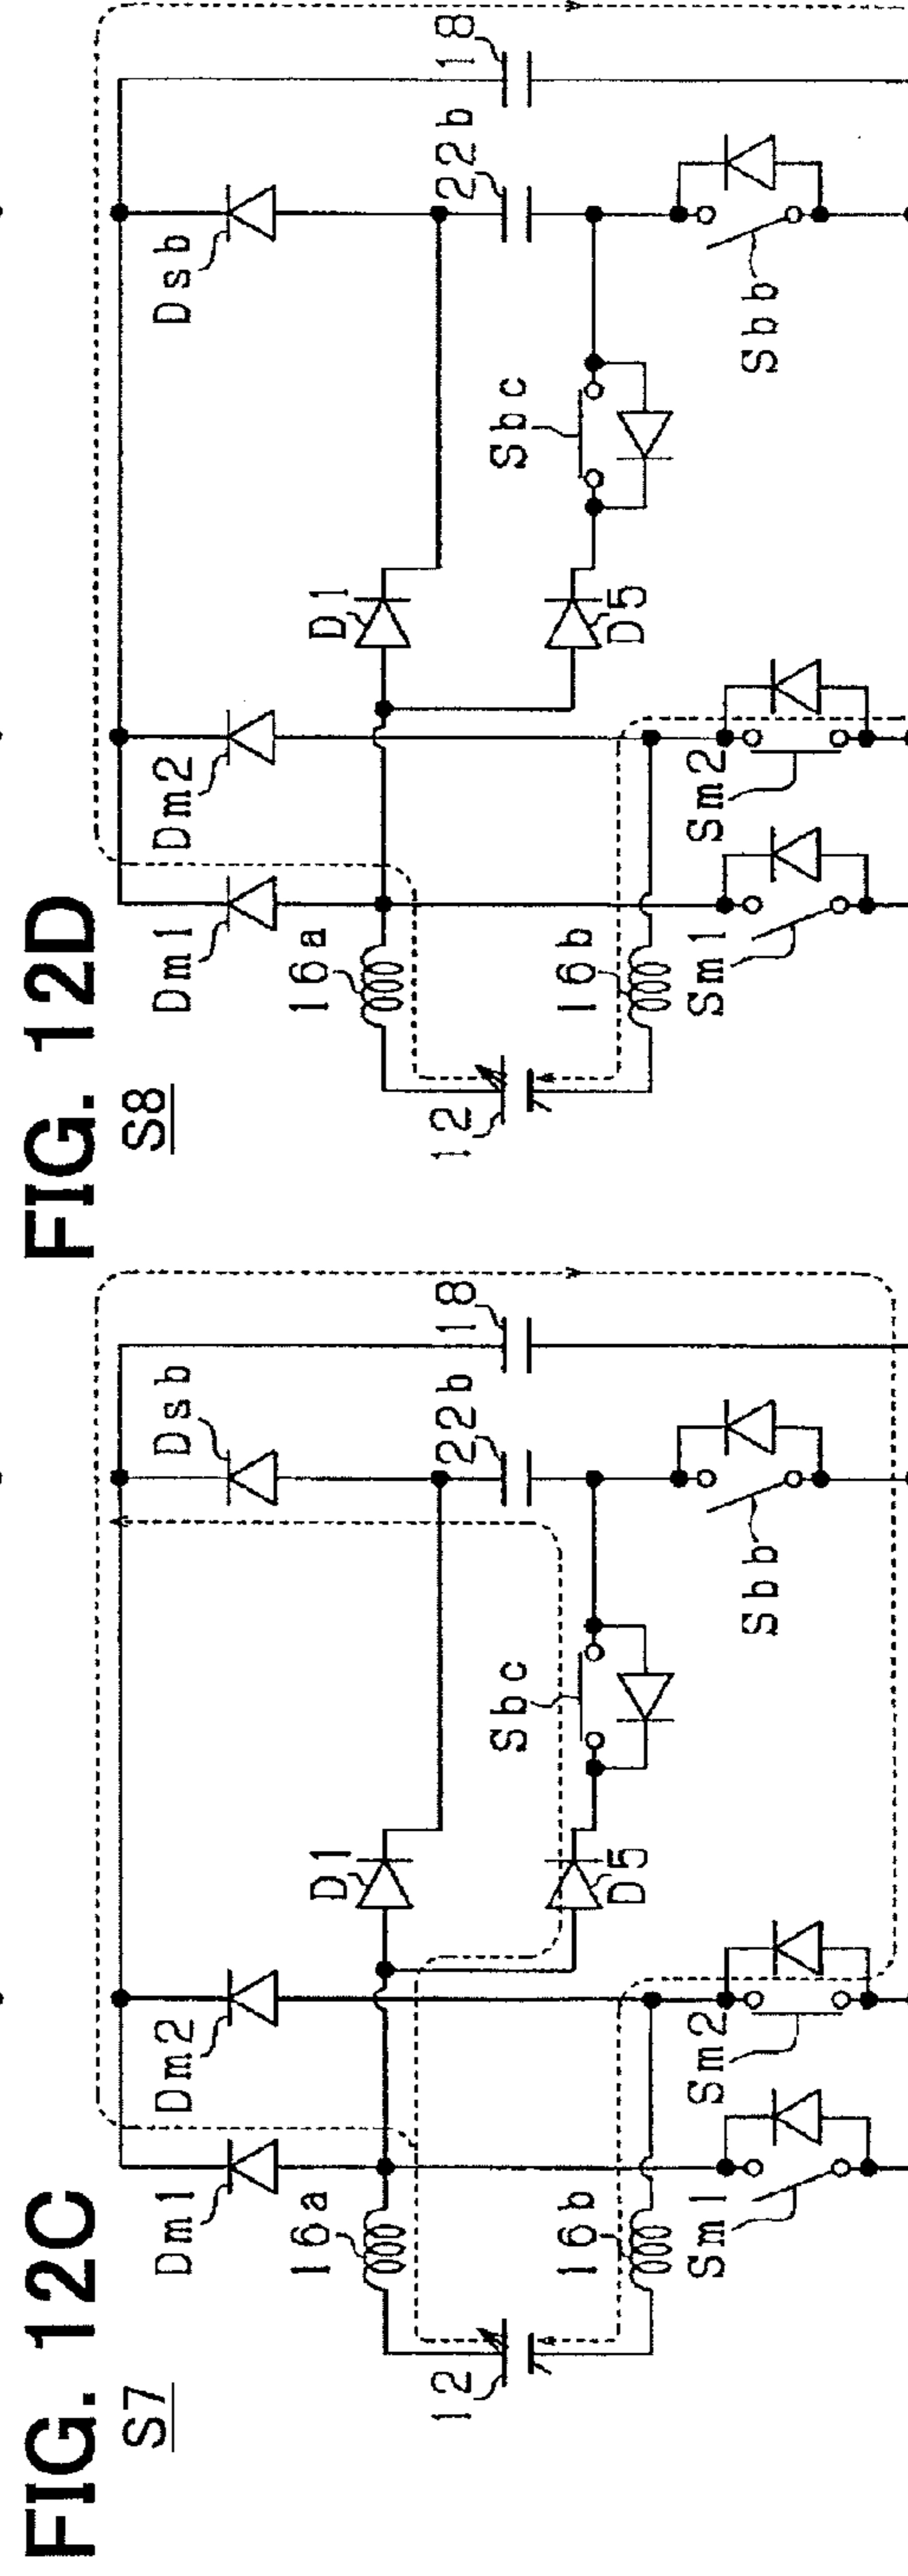 FIG. 12C
S7
Dm1
Dm2
Dsb
16a
D1
22b
18
12
Sbc
16b
D5
Sm1
Sm2
Sbb
FIG. 12D
S8
Dm1
Dm2
Dsb
16a
D1
22b
18
12
Sbc
16b
D5
Sm1
Sm2
Sbb